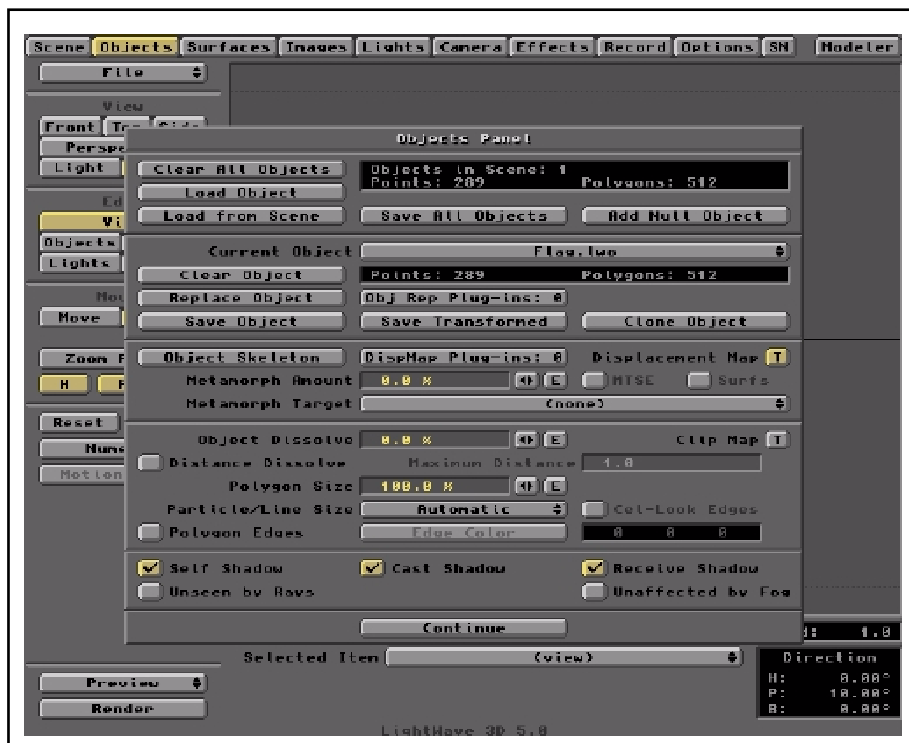 Scene Objects Surfaces Images Lights Camera Effects Record Options SN Modeler
File
View
Front Top Side
Light
Objects Panel
Clear All Objects
Objects in Scene: 1
Points: 289 Polygons: 512
Load Object
Load from Scene Save All Objects Add Null Object
Objects
Lights
Current Object Flag.lwo
Clear Object Points: 289 Polygons: 512
Replace Object Obj Rep Plug-ins: 0
Save Object Save Transformed Clone Object
Move
Zoom
Object Skeleton DispMap Plug-ins: 0 Displacement Map T
H P
Metamorph Amount 0.0 % E MTSE Surfs
Metamorph Target (none)
Reset
Object Dissolve 0.0 % E Clip Map T
Distance Dissolve Maximum Distance 1.0
Motion
Polygon Size 100.0 % E
Particle/Line Size Automatic Cel-Look Edges
Polygon Edges Edge Color 0 0 0
Self Shadow Cast Shadow Receive Shadow
Unseen by Rays Unaffected by Fog
Continue
d: 1.0
Selected Item (view)
Direction
H: 0.00°
P: 10.00°
B: 0.00°
Preview
Render
LightWave 3D 5.0